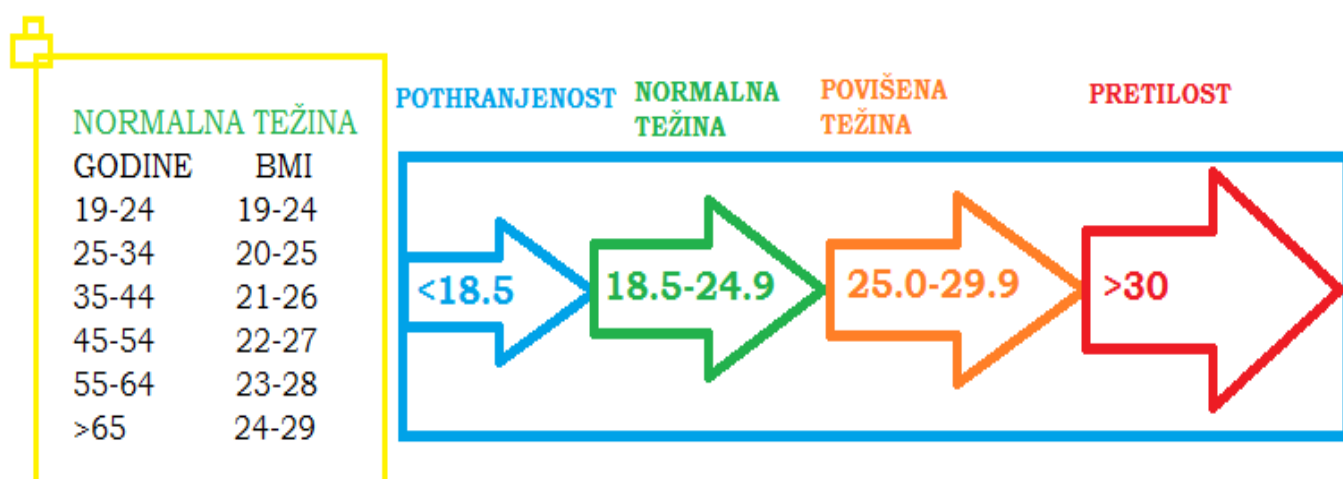 NORMALNA TEŽINA
GODINE BMI
19-24 19-24
25-34 20-25
35-44 21-26
45-54 22-27
55-64 23-28
>65 24-29
POTHRANJENOST
NORMALNA
TEŽINA
POVIŠENA
TEŽINA
PRETILOST
<18.5
18.5-24.9
25.0-29.9
>30